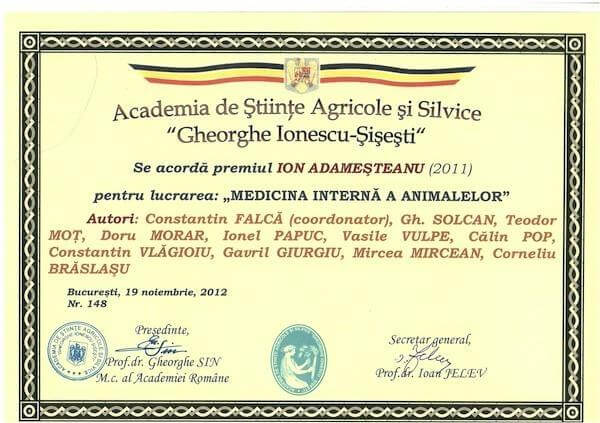 Academia de Științe Agricole și Silvice
"Gheorghe Ionescu-Șișești"
Se acordă premiul ION ADAMEȘTEANU (2011)
pentru lucrarea: „MEDICINA INTERNĂ A ANIMALELOR”
Autori: Constantin FALCĂ (coordonator), Gh. SOLCAN, Teodor
MOȚ, Doru MORAR, Ionel PAPUC, Vasile VULPE, Călin POP,
Constantin VLĂGIOIU, Gavril GIURGIU, Mircea MIRCEAN, Corneliu
BRĂSLAȘU
București, 19 noiembrie, 2012
Nr. 148
Președinte,
Prof.dr. Gheorghe SIN
M.c. al Academiei Române
Secretar general,
Prof.dr. Ioan JELEV